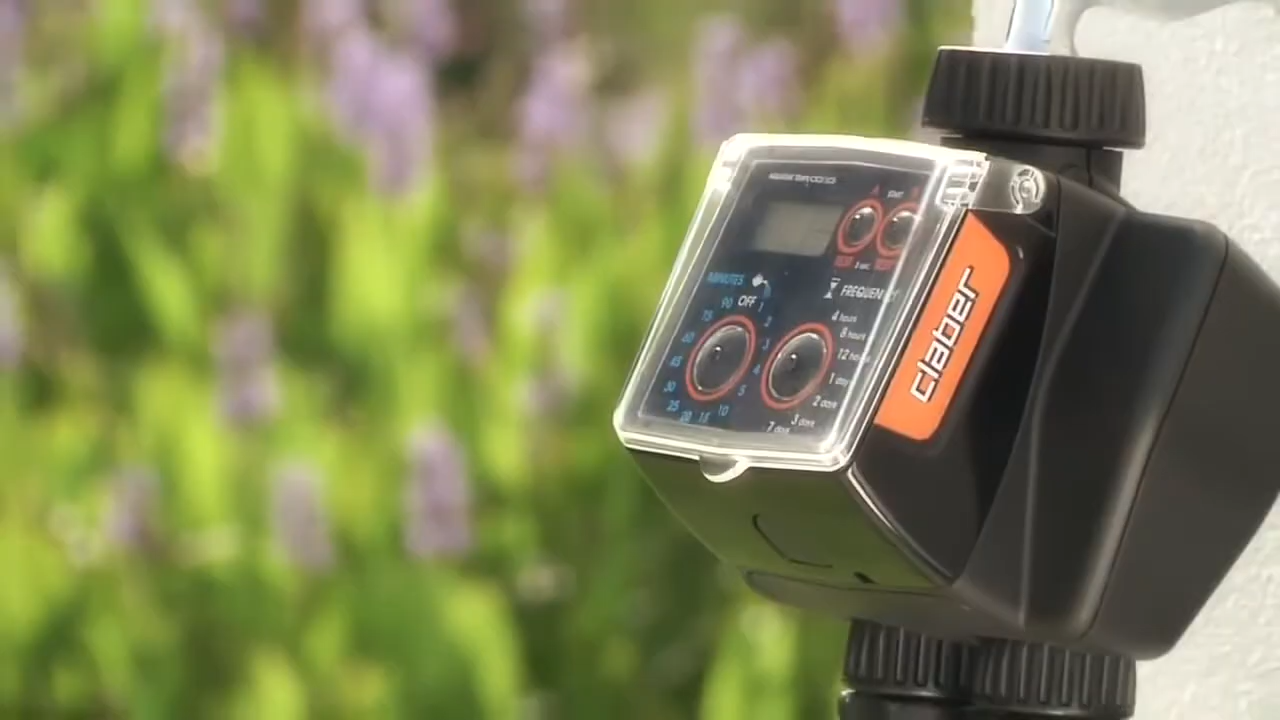 START
MINUTES
OFF
FREQUENCY
90
75
60
45
30
25
20
15
10
5
4
3
2
1
4 hours
8 hours
12 hours
1 day
2 days
3 days
7 days
claber